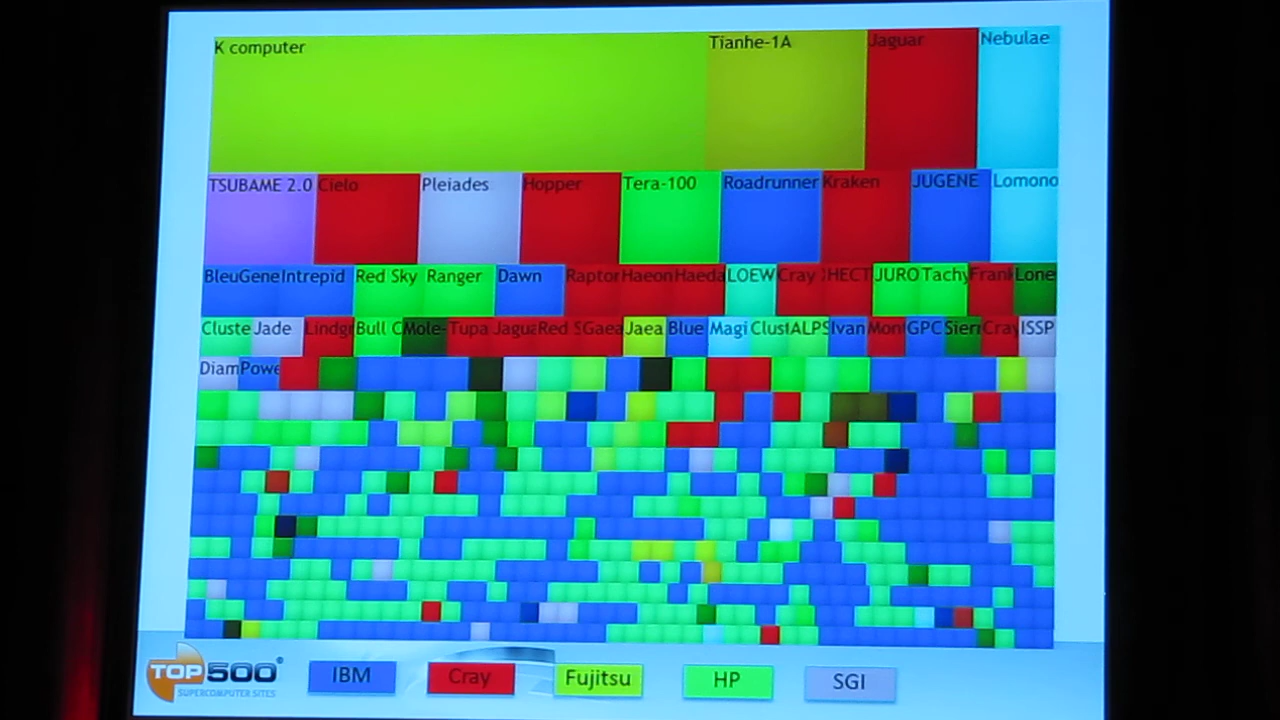 K computer Tianhe-1A Jaguar Nebulae
TSUBAME 2.0 Cielo Pleiades Hopper Tera-100 Roadrunner Kraken JUGENE Lomono
BleuGene Intrepid Red Sky Ranger Dawn Raptor Haeon Haeda LOEW Cray HECT JURO Tachy Frank Lone
Cluste Jade Lindgr Bull C Mole- Tupa Jagua Red S Gaea Jaea Blue Magi Clust ALPS Ivan Mont GPC Sierr Cray ISSP
Diam Powe
TOP500 IBM Cray Fujitsu HP SGI
SUPERCOMPUTER SITES